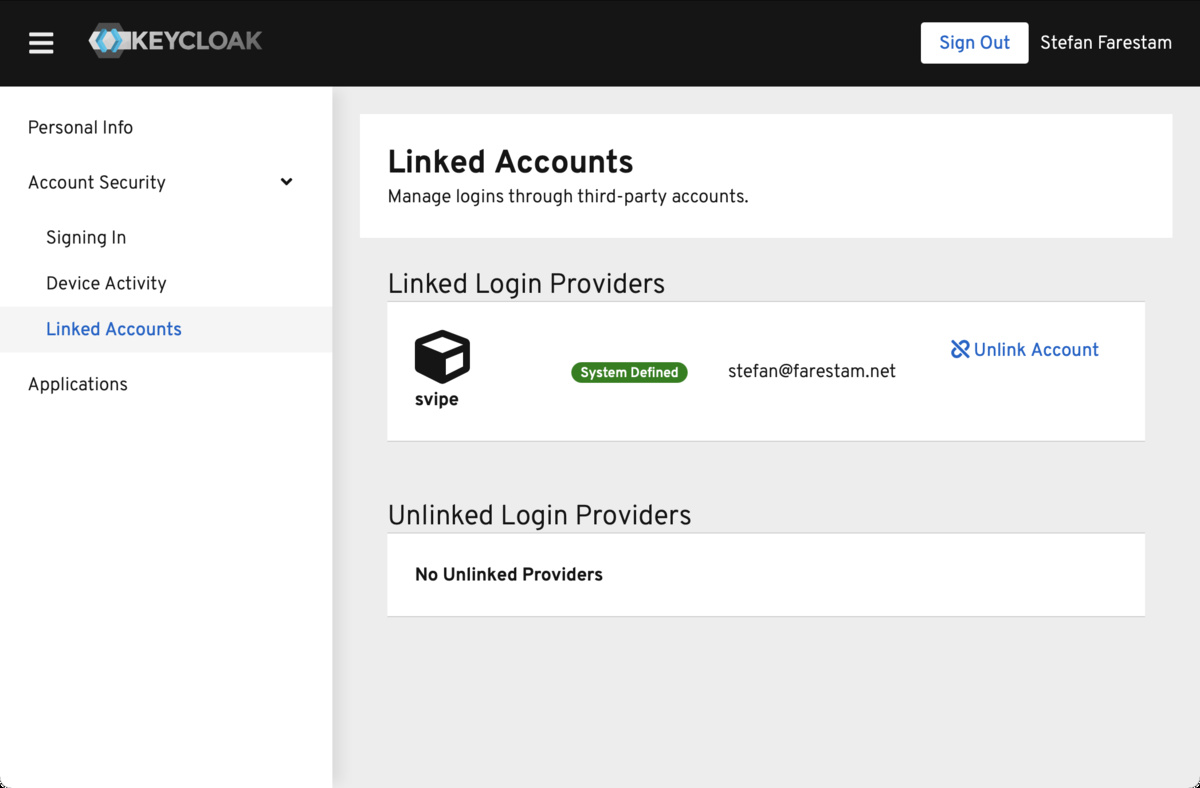 KEYCLOAK
Sign Out
Stefan Farestam
Personal Info
Account Security
Signing In
Device Activity
Linked Accounts
Applications
Linked Accounts
Manage logins through third-party accounts.
Linked Login Providers
svipe
System Defined
stefan@farestam.net
Unlink Account
Unlinked Login Providers
No Unlinked Providers